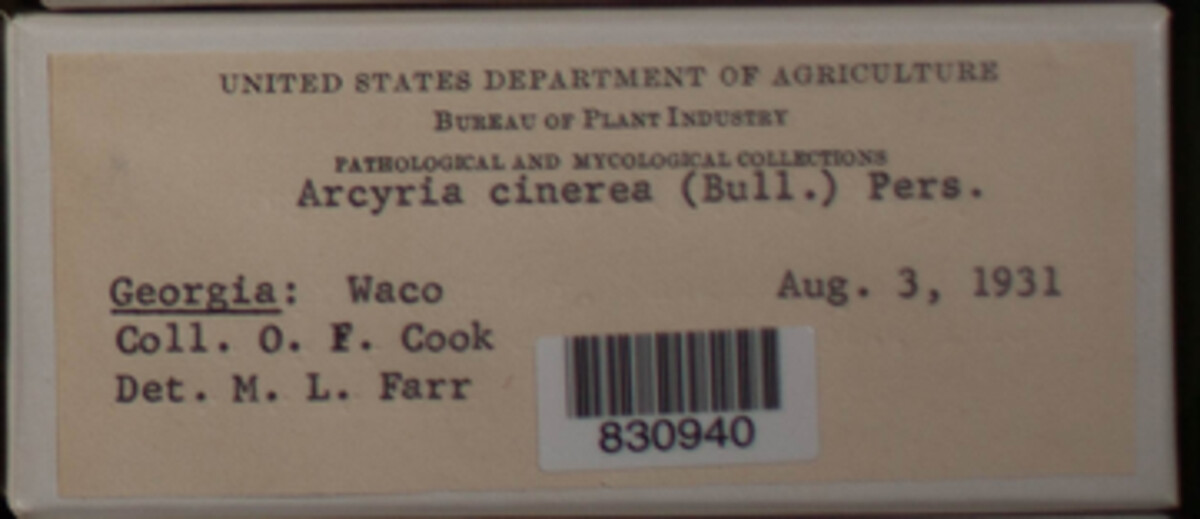 UNITED STATES DEPARTMENT OF AGRICULTURE
BUREAU OF PLANT INDUSTRY
PATHOLOGICAL AND MYCOLOGICAL COLLECTIONS
Arcyria cinerea (Bull.) Pers.
Georgia: Waco Aug. 3, 1931
Coll. O. F. Cook
Det. M. L. Farr
830940